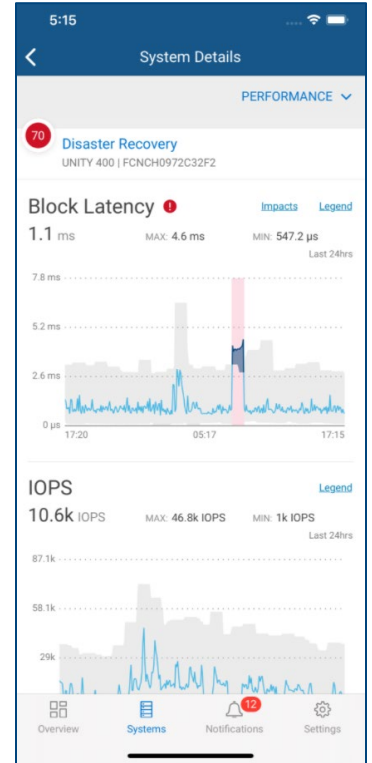 5:15
System Details
PERFORMANCE
70
Disaster Recovery
UNITY 400 | FCNCH0972C32F2
Block Latency
Impacts Legend
1.1 ms MAX: 4.6 ms MIN: 547.2 µs
Last 24hrs
7.8 ms
5.2 ms
2.6 ms
0 µs
17:20 05:17 17:15
IOPS
Legend
10.6k IOPS MAX: 46.8k IOPS MIN: 1k IOPS
Last 24hrs
87.1k
58.1k
29k
12
Overview Systems Notifications Settings